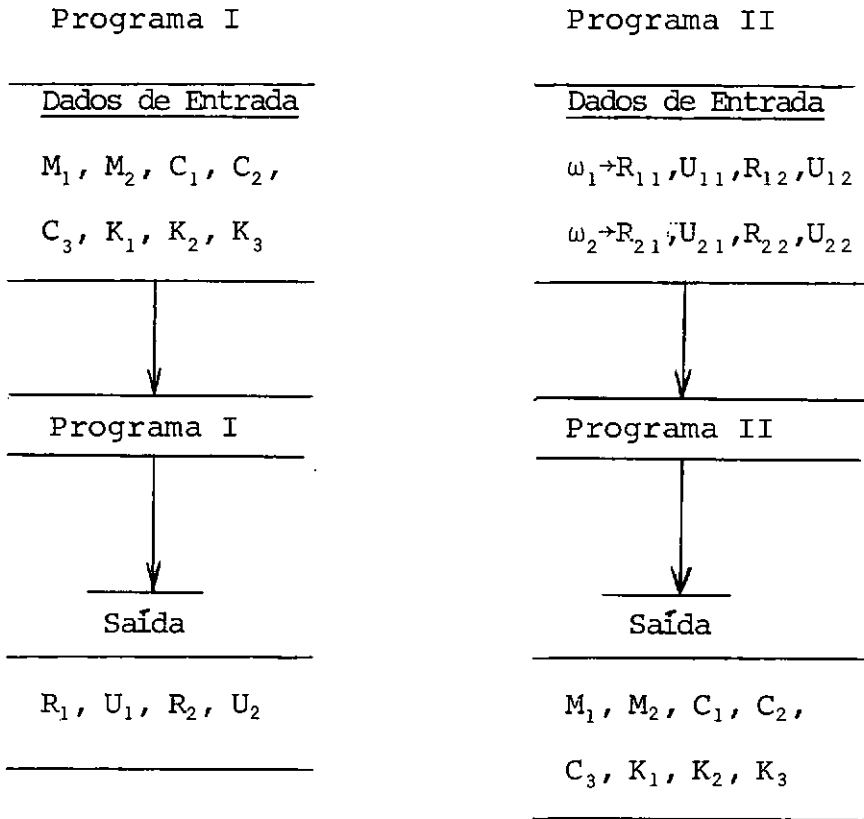 Programa I
Dados de Entrada
M₁, M₂, C₁, C₂,
C₃, K₁, K₂, K₃
Programa I
Saída
R₁, U₁, R₂, U₂
Programa II
Dados de Entrada
ω₁→R₁₁,U₁₁,R₁₂,U₁₂
ω₂→R₂₁,U₂₁,R₂₂,U₂₂
Programa II
Saída
M₁, M₂, C₁, C₂,
C₃, K₁, K₂, K₃